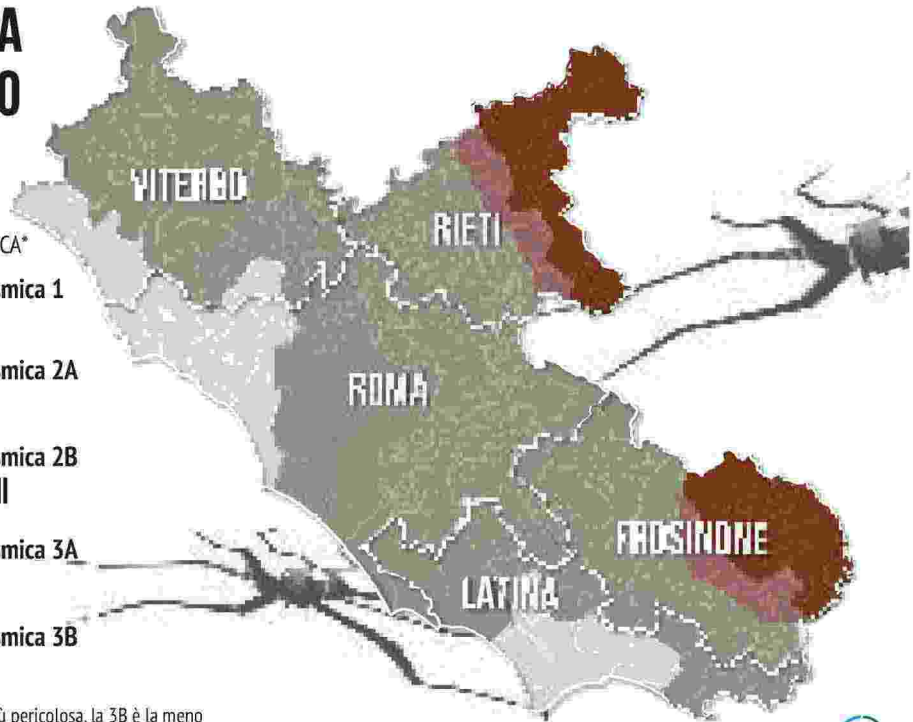 A
O
VITERBO
RIETI
CA*
mica 1
mica 2A
ROMA
mica 2B
FROSINONE
mica 3A
LATINA
mica 3B
ù pericolosa, la 3B è la meno